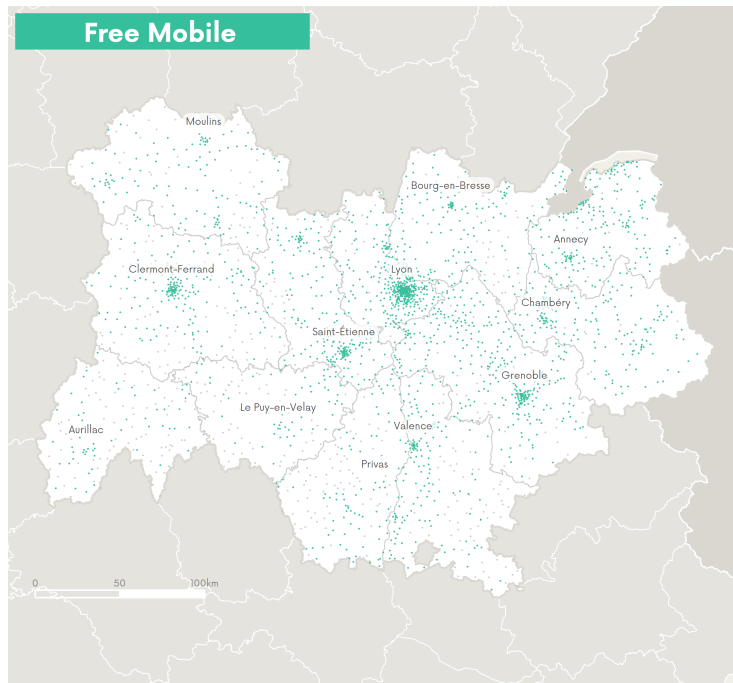 Free Mobile
Moulins
Bourg-en-Bresse
Annecy
Clermont-Ferrand
Lyon
Chambéry
Saint-Étienne
Grenoble
Le Puy-en-Velay
Valence
Aurillac
Privas
0 50 100km